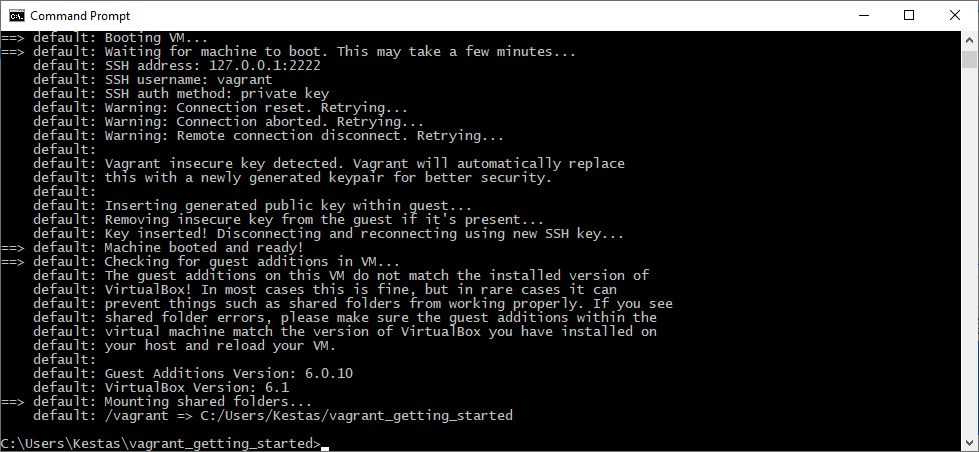 Command Prompt
==> default: Booting VM...
==> default: Waiting for machine to boot. This may take a few minutes...
    default: SSH address: 127.0.0.1:2222
    default: SSH username: vagrant
    default: SSH auth method: private key
    default: Warning: Connection reset. Retrying...
    default: Warning: Connection aborted. Retrying...
    default: Warning: Remote connection disconnect. Retrying...
    default:
    default: Vagrant insecure key detected. Vagrant will automatically replace
    default: this with a newly generated keypair for better security.
    default:
    default: Inserting generated public key within guest...
    default: Removing insecure key from the guest if it's present...
    default: Key inserted! Disconnecting and reconnecting using new SSH key...
==> default: Machine booted and ready!
==> default: Checking for guest additions in VM...
    default: The guest additions on this VM do not match the installed version of
    default: VirtualBox! In most cases this is fine, but in rare cases it can
    default: prevent things such as shared folders from working properly. If you see
    default: shared folder errors, please make sure the guest additions within the
    default: virtual machine match the version of VirtualBox you have installed on
    default: your host and reload your VM.
    default:
    default: Guest Additions Version: 6.0.10
    default: VirtualBox Version: 6.1
==> default: Mounting shared folders...
    default: /vagrant => C:/Users/Kestas/vagrant_getting_started
C:\Users\Kestas\vagrant_getting_started>